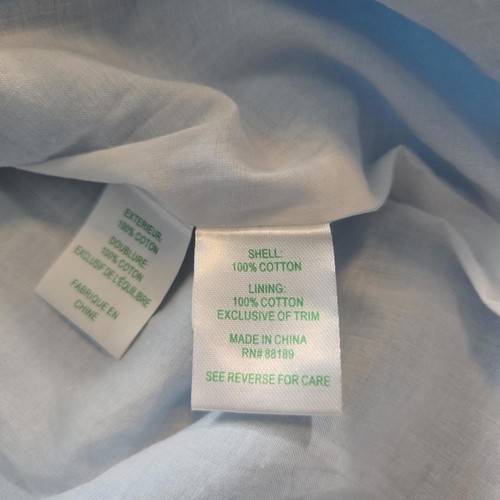 EXTERIEUR:
100% COTON
DOUBLURE:
100% COTON
EXCLUSIF DE L'ÉQUILIBRE
FABRIQUE EN
CHINE
SHELL:
100% COTTON
LINING:
100% COTTON
EXCLUSIVE OF TRIM
MADE IN CHINA
RN# 88189
SEE REVERSE FOR CARE